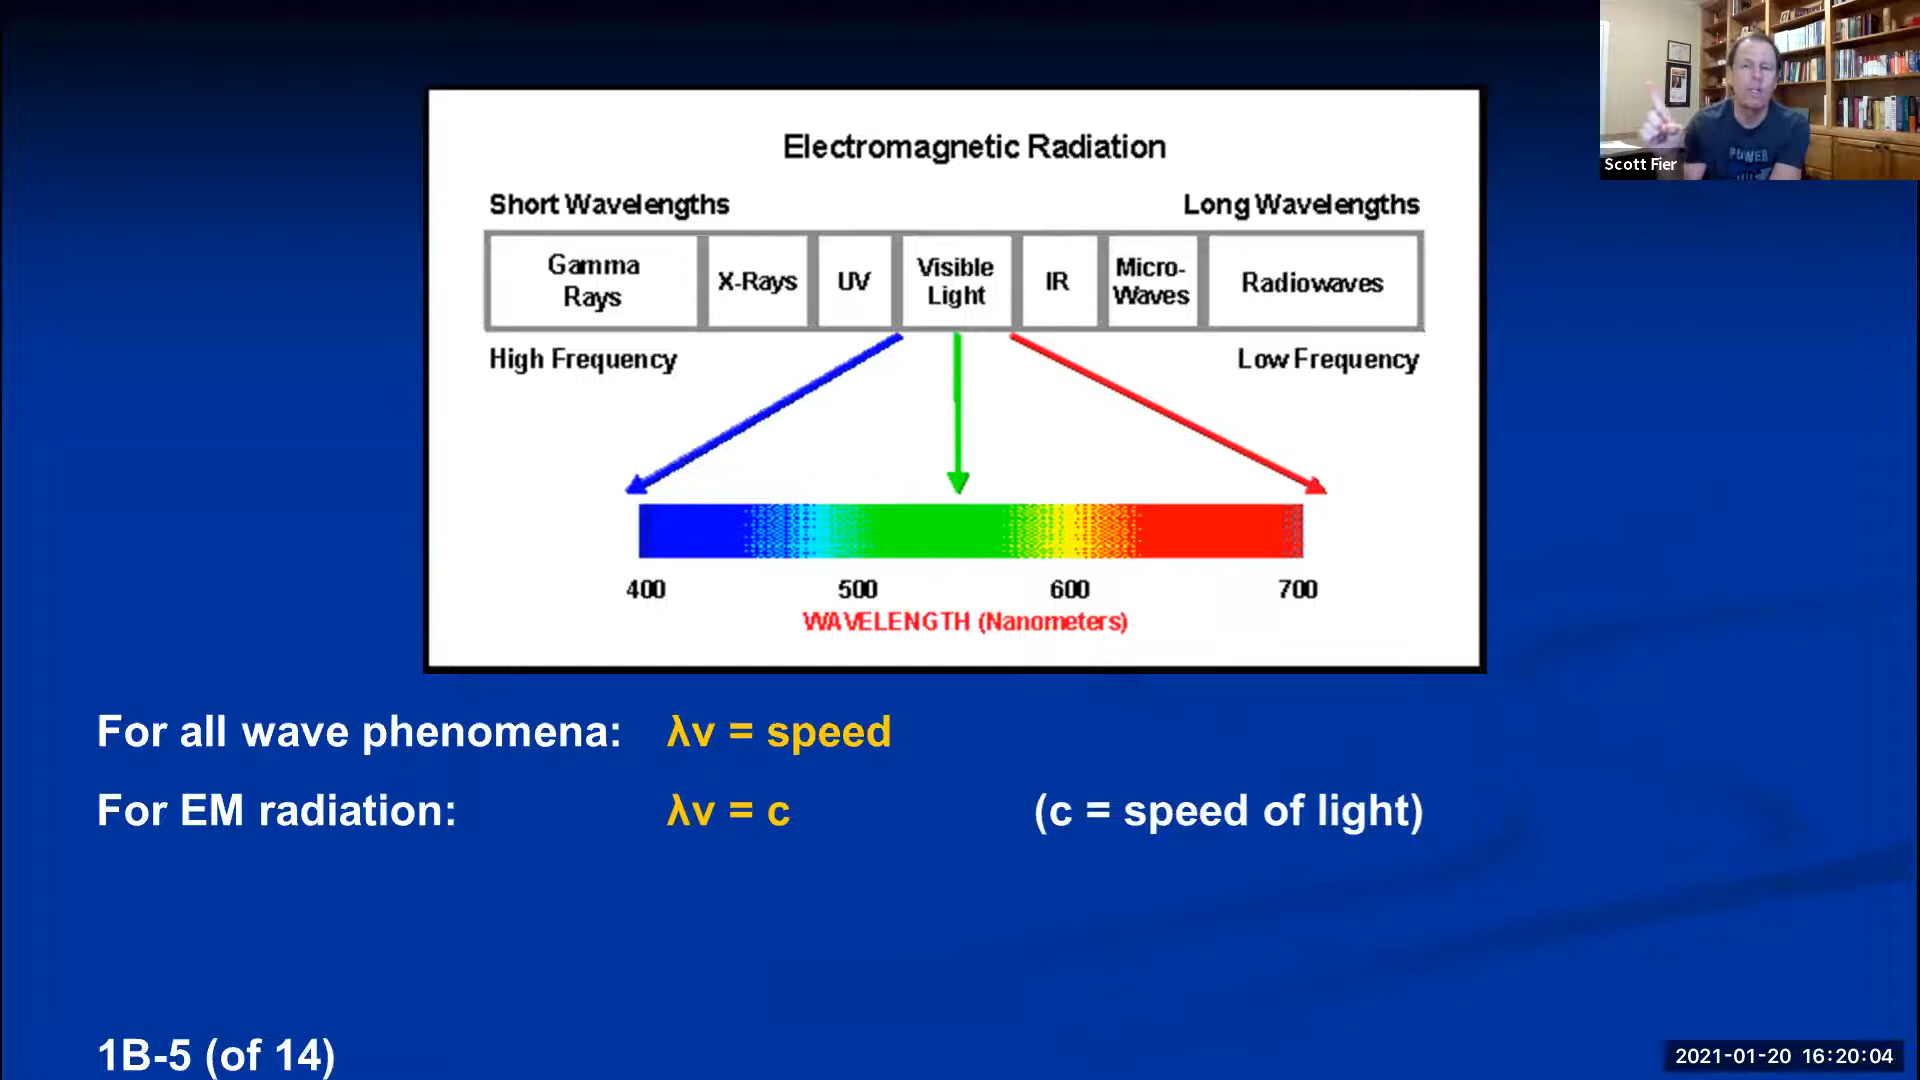 Electromagnetic Radiation
Short Wavelengths
Long Wavelengths
Gamma
Rays
X-Rays
UV
Visible
Light
IR
Micro-
Waves
Radiowaves
High Frequency
Low Frequency
400
500
600
700
WAVELENGTH (Nanometers)
For all wave phenomena: λv = speed
For EM radiation: λv = c (c = speed of light)
1B-5 (of 14)
POWER
Scott Fier
2021-01-20 16:20:04